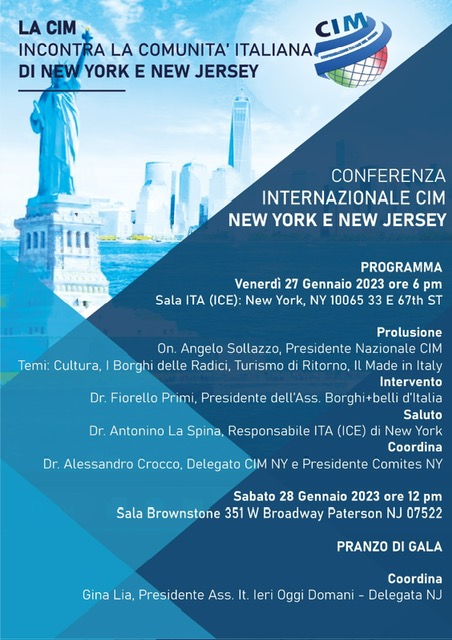 LA CIM
INCONTRA LA COMUNITA' ITALIANA
DI NEW YORK E NEW JERSEY
CIM
CONFERENZA
INTERNAZIONALE CIM
NEW YORK E NEW JERSEY
PROGRAMMA
Venerdì 27 Gennaio 2023 ore 6 pm
Sala ITA (ICE): New York, NY 10065 33 E 67th ST
Prolusione
On. Angelo Sollazzo, Presidente Nazionale CIM
Temi: Cultura, I Borghi delle Radici, Turismo di Ritorno, Il Made in Italy
Intervento
Dr. Fiorello Primi, Presidente dell'Ass. Borghi+belli d'Italia
Saluto
Dr. Antonino La Spina, Responsabile ITA (ICE) di New York
Coordina
Dr. Alessandro Crocco, Delegato CIM NY e Presidente Comites NY
Sabato 28 Gennaio 2023 ore 12 pm
Sala Brownstone 351 W Broadway Paterson NJ 07522
PRANZO DI GALA
Coordina
Gina Lia, Presidente Ass. It. Ieri Oggi Domani - Delegata NJ